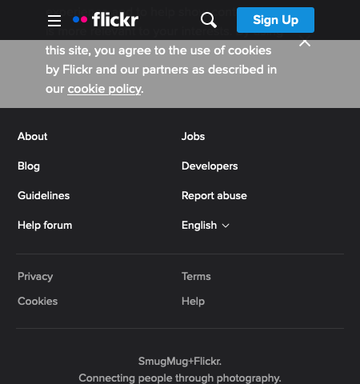 flickr
Sign Up
this site, you agree to the use of cookies
by Flickr and our partners as described in
our cookie policy.
About
Jobs
Blog
Developers
Guidelines
Report abuse
Help forum
English
Privacy
Terms
Cookies
Help
SmugMug+Flickr.
Connecting people through photography.